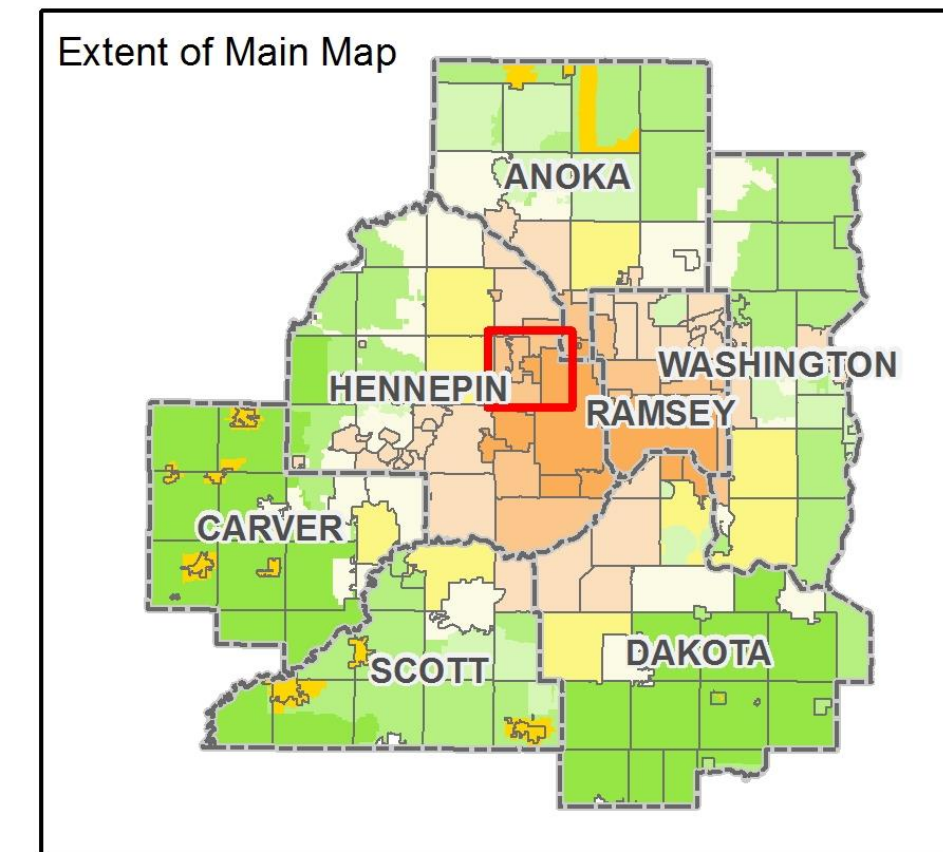 Extent of Main Map
ANOKA
WASHINGTON
HENNEPIN
RAMSEY
CARVER
DAKOTA
SCOTT